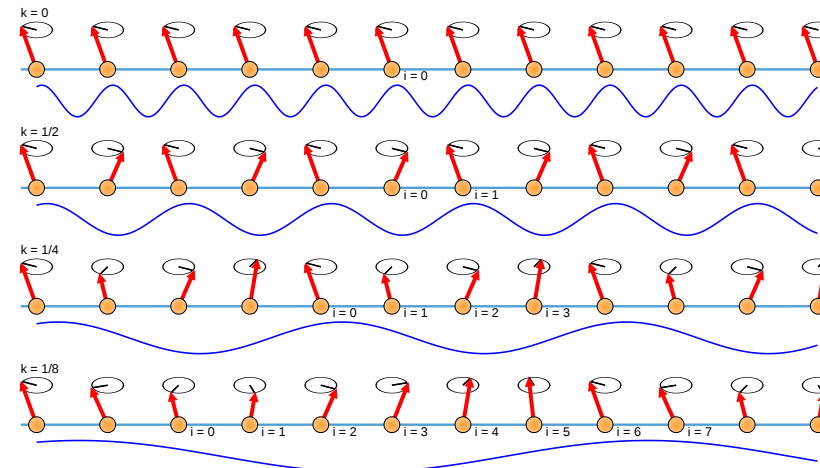 k = 0
i = 0
k = 1/2
i = 0 i = 1
k = 1/4
i = 0 i = 1 i = 2 i = 3
k = 1/8
i = 0 i = 1 i = 2 i = 3 i = 4 i = 5 i = 6 i = 7